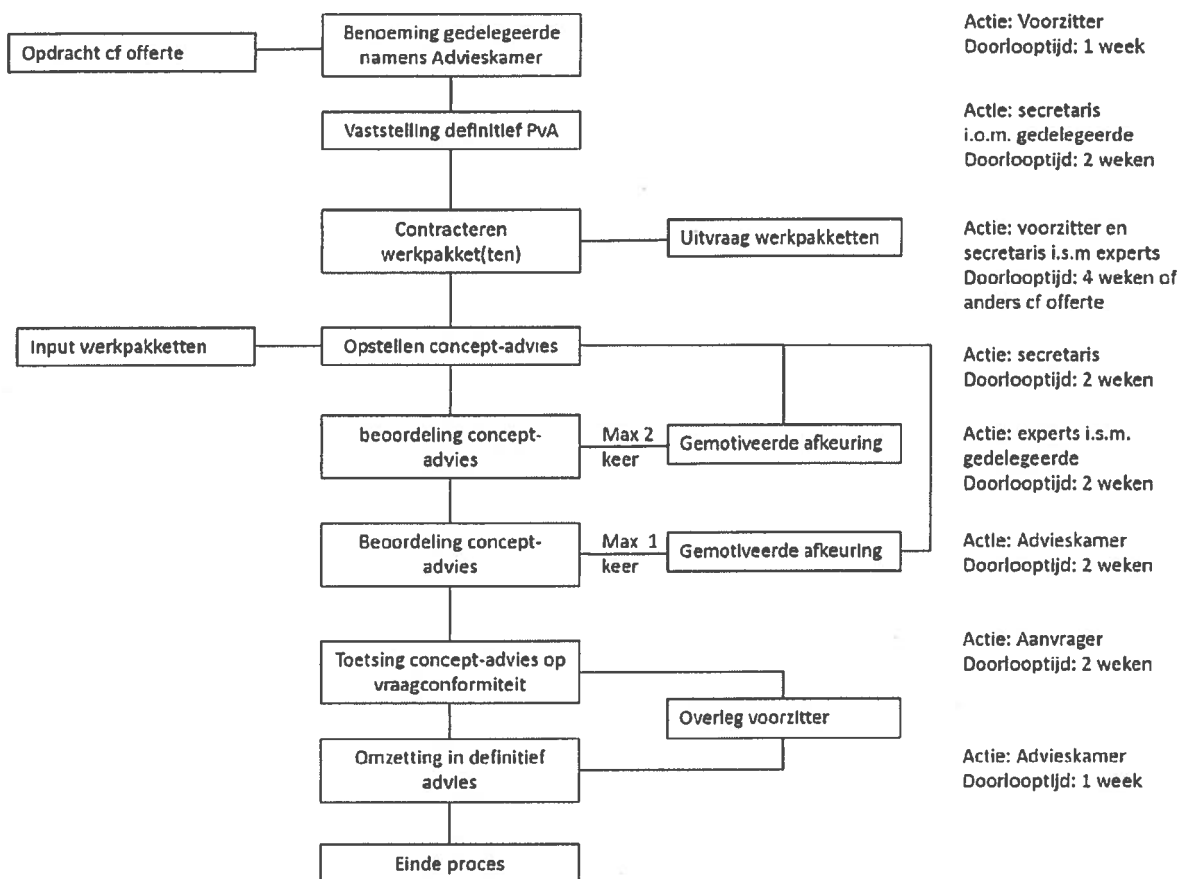 Opdracht cf offerte
Benoeming gedelegeerde
namens Advieskamer
Actie: Voorzitter
Doorlooptijd: 1 week
Vaststelling definitief PvA
Actie: secretaris
i.o.m. gedelegeerde
Doorlooptijd: 2 weken
Contracteren
werkpakket(ten)
Uitvraag werkpakketten
Actie: voorzitter en
secretaris i.s.m experts
Doorlooptijd: 4 weken of
anders cf offerte
Input werkpakketten
Opstellen concept-advies
Actie: secretaris
Doorlooptijd: 2 weken
beoordeling concept-
advies
Max 2
keer
Gemotiveerde afkeuring
Actie: experts i.s.m.
gedelegeerde
Doorlooptijd: 2 weken
Beoordeling concept-
advies
Max 1
keer
Gemotiveerde afkeuring
Actie: Advieskamer
Doorlooptijd: 2 weken
Toetsing concept-advies op
vraagconformiteit
Actie: Aanvrager
Doorlooptijd: 2 weken
Overleg voorzitter
Omzetting in definitief
advies
Actie: Advieskamer
Doorlooptijd: 1 week
Einde proces